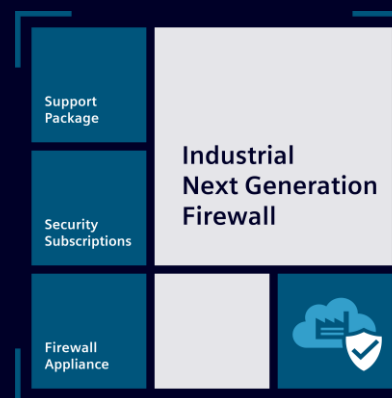 Support
Package
Industrial
Next Generation
Firewall
Security
Subscriptions
Firewall
Appliance